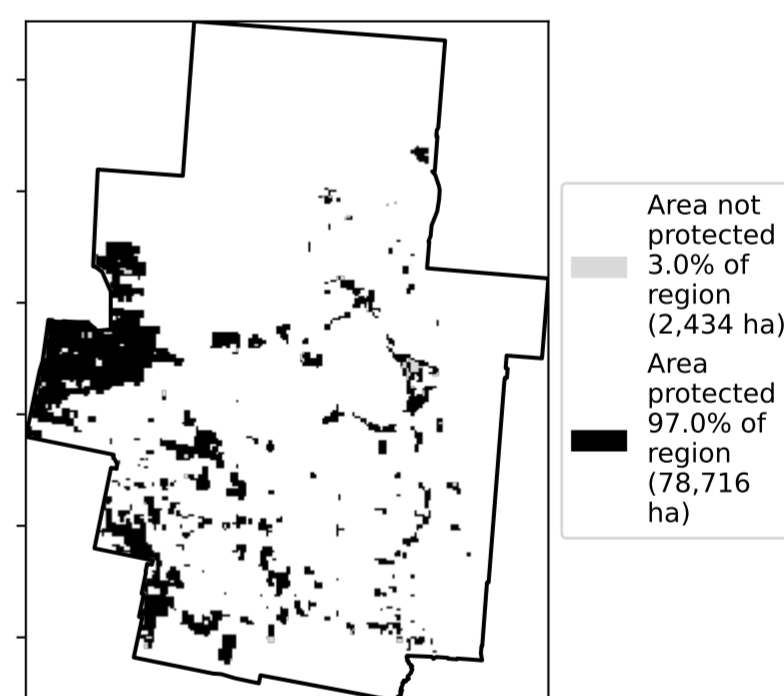 Area not
protected
3.0% of
region
(2,434 ha)
Area
protected
97.0% of
region
(78,716
ha)